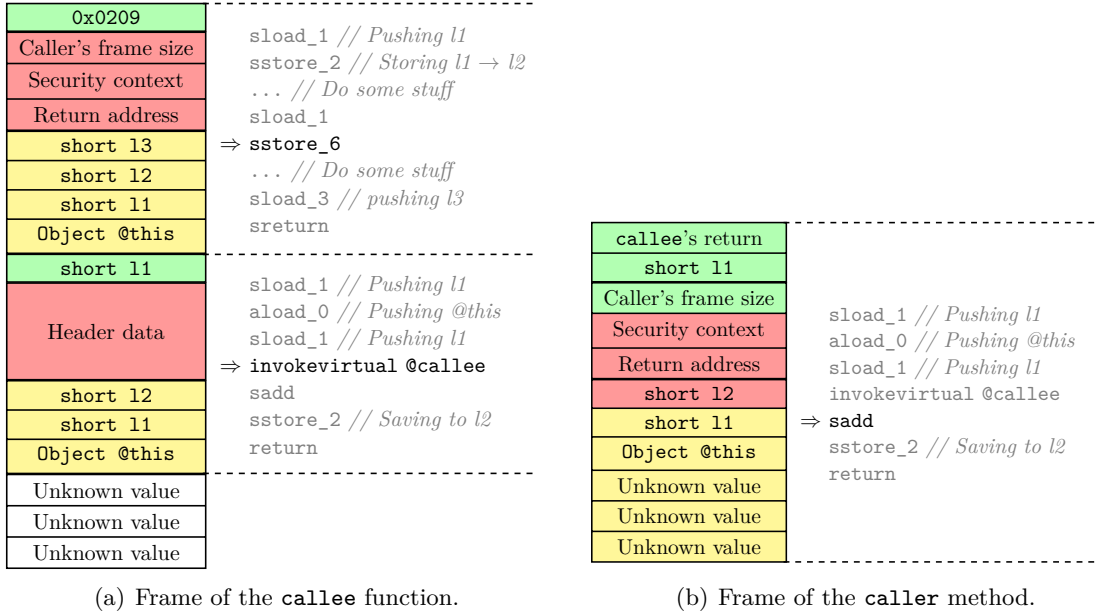 0x0209
Caller's frame size
Security context
Return address
short l3
short l2
short l1
Object @this
short l1
Header data
short l2
short l1
Object @this
Unknown value
Unknown value
Unknown value
sload_1 // Pushing l1
sstore_2 // Storing l1 → l2
... // Do some stuff
sload_1
⇒ sstore_6
... // Do some stuff
sload_3 // pushing l3
sreturn
sload_1 // Pushing l1
aload_0 // Pushing @this
sload_1 // Pushing l1
⇒ invokevirtual @callee
sadd
sstore_2 // Saving to l2
return
(a) Frame of the callee function.
callee's return
short l1
Caller's frame size
Security context
Return address
short l2
short l1
Object @this
Unknown value
Unknown value
Unknown value
sload_1 // Pushing l1
aload_0 // Pushing @this
sload_1 // Pushing l1
invokevirtual @callee
⇒ sadd
sstore_2 // Saving to l2
return
(b) Frame of the caller method.